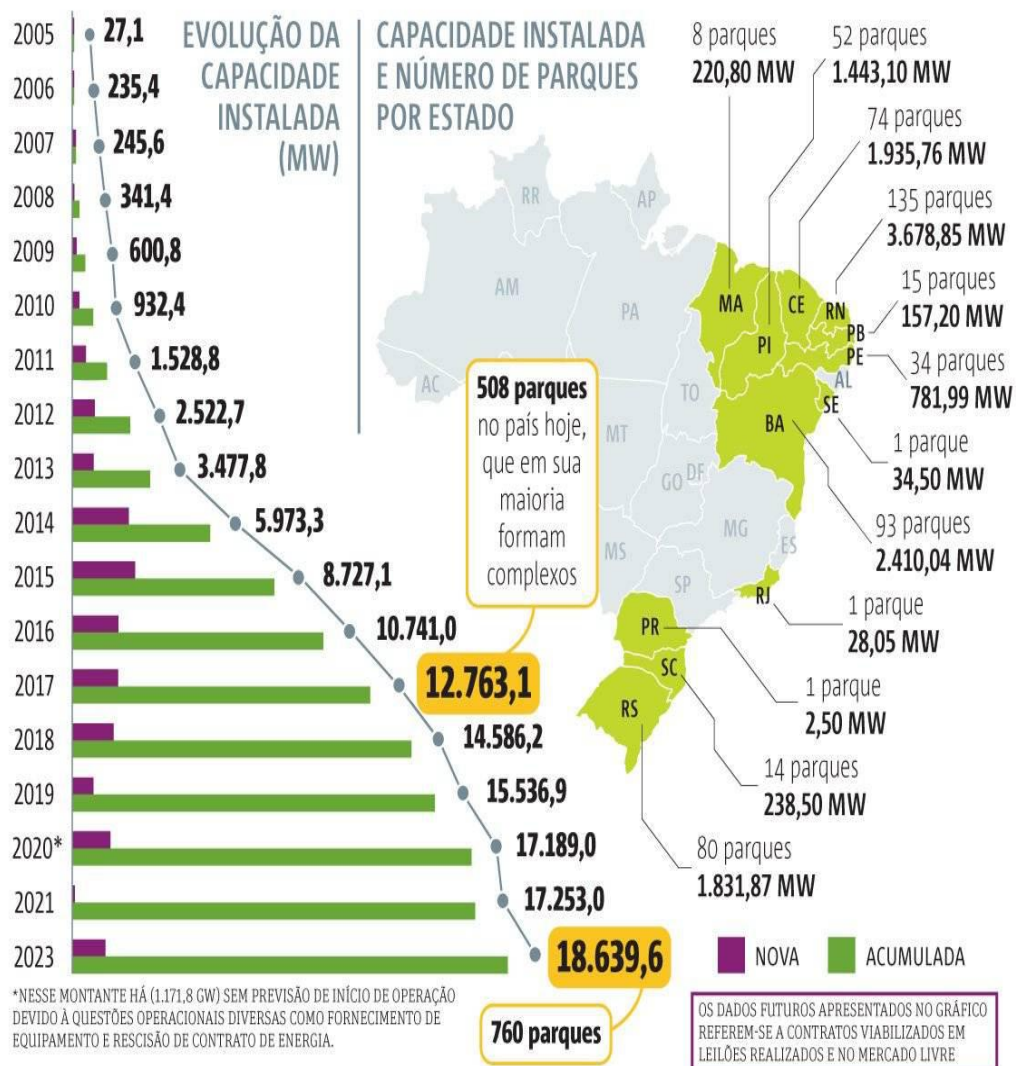 EVOLUÇÃO DA
CAPACIDADE
INSTALADA
(MW)
2005
27,1
2006
235,4
2007
245,6
2008
341,4
2009
600,8
2010
932,4
2011
1.528,8
2012
2.522,7
2013
3.477,8
2014
5.973,3
2015
8.727,1
2016
10.741,0
2017
12.763,1
2018
14.586,2
2019
15.536,9
2020*
17.189,0
2021
17.253,0
2023
18.639,6
760 parques
508 parques
no país hoje,
que em sua
maioria
formam
complexos
CAPACIDADE INSTALADA
E NÚMERO DE PARQUES
POR ESTADO
8 parques
220,80 MW
52 parques
1.443,10 MW
74 parques
1.935,76 MW
135 parques
3.678,85 MW
15 parques
157,20 MW
34 parques
781,99 MW
1 parque
34,50 MW
93 parques
2.410,04 MW
1 parque
28,05 MW
1 parque
2,50 MW
14 parques
238,50 MW
80 parques
1.831,87 MW
RR
AP
AM
PA
MA
CE
RN
PB
PI
PE
AL
SE
AC
TO
BA
MT
GO
DF
MG
ES
MS
SP
RJ
PR
SC
RS
NOVA
ACUMULADA
*NESSE MONTANTE HÁ (1.171,8 GW) SEM PREVISÃO DE INÍCIO DE OPERAÇÃO
DEVIDO À QUESTÕES OPERACIONAIS DIVERSAS COMO FORNECIMENTO DE
EQUIPAMENTO E RESCISÃO DE CONTRATO DE ENERGIA.
OS DADOS FUTUROS APRESENTADOS NO GRÁFICO
REFEREM-SE A CONTRATOS VIABILIZADOS EM
LEILÕES REALIZADOS E NO MERCADO LIVRE